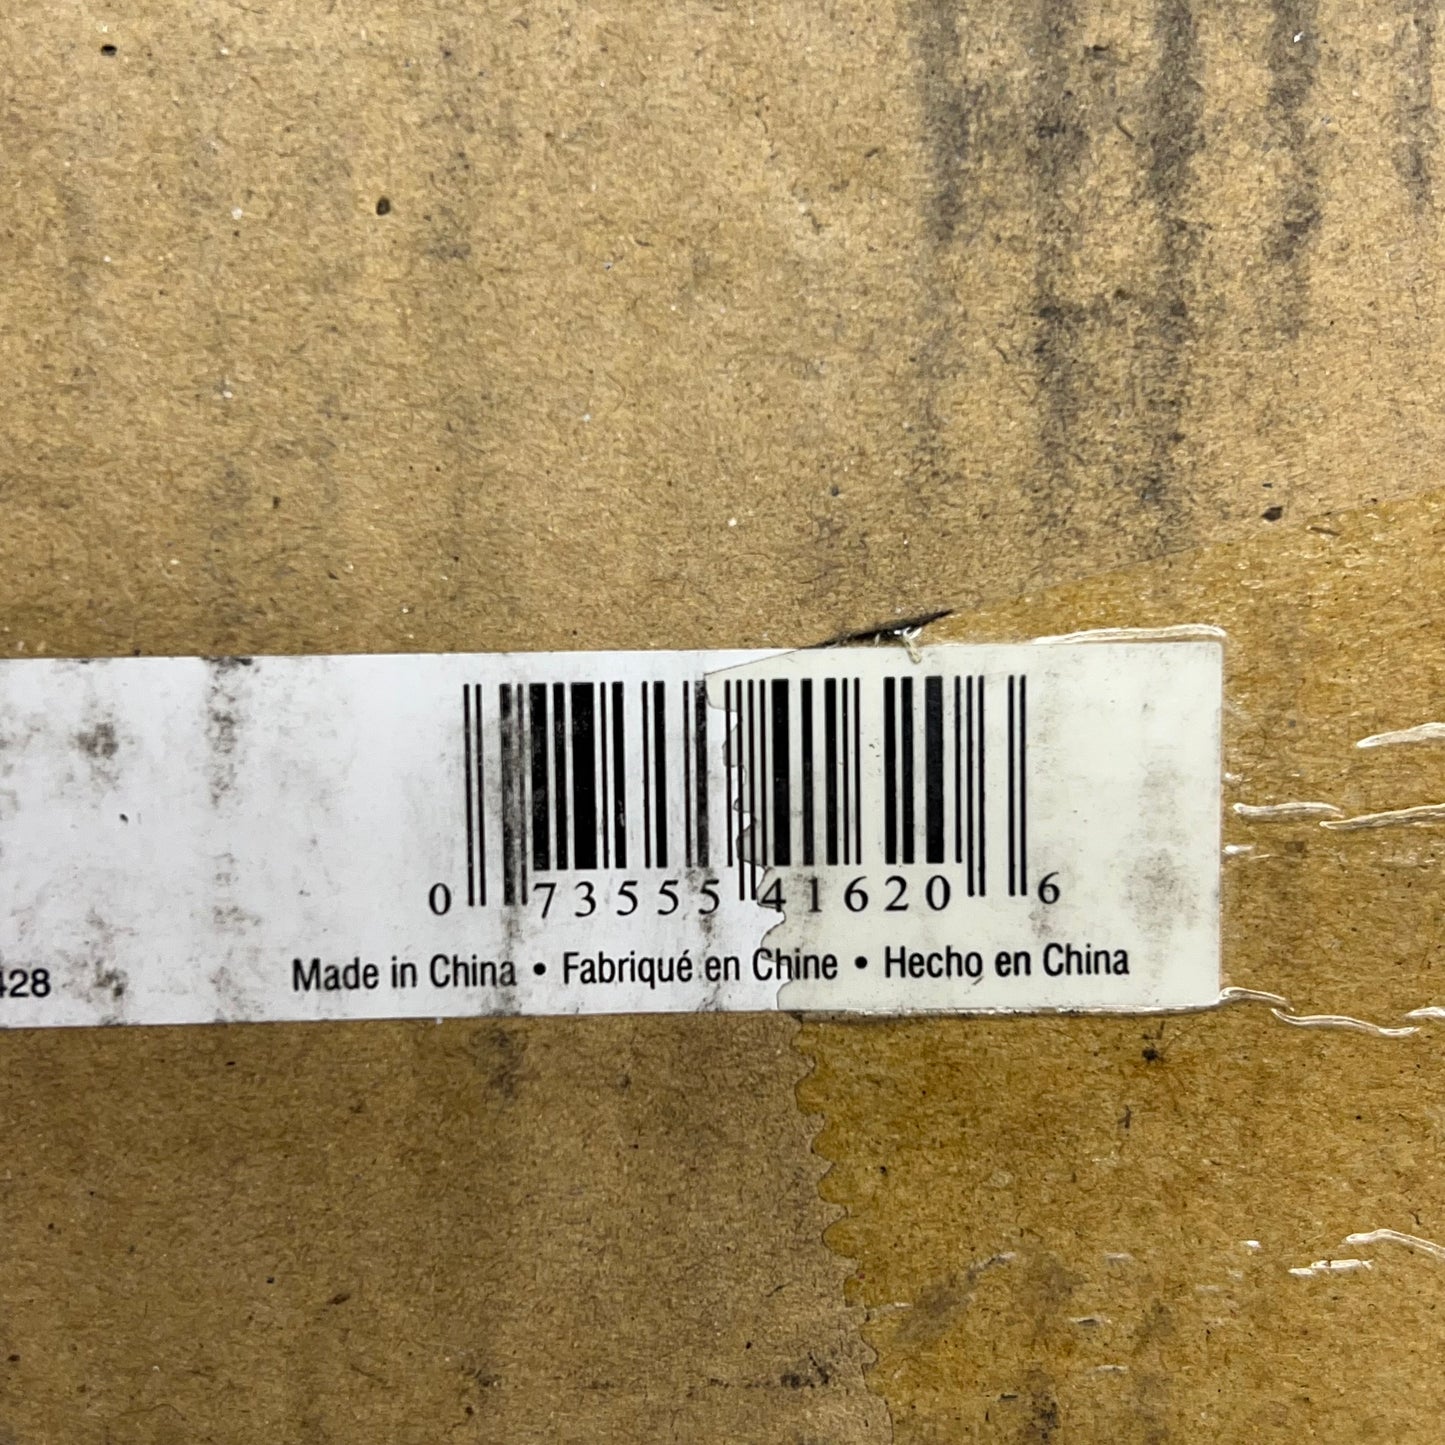 0 73555 41620 6
428 Made in China • Fabriqué en Chine • Hecho en China